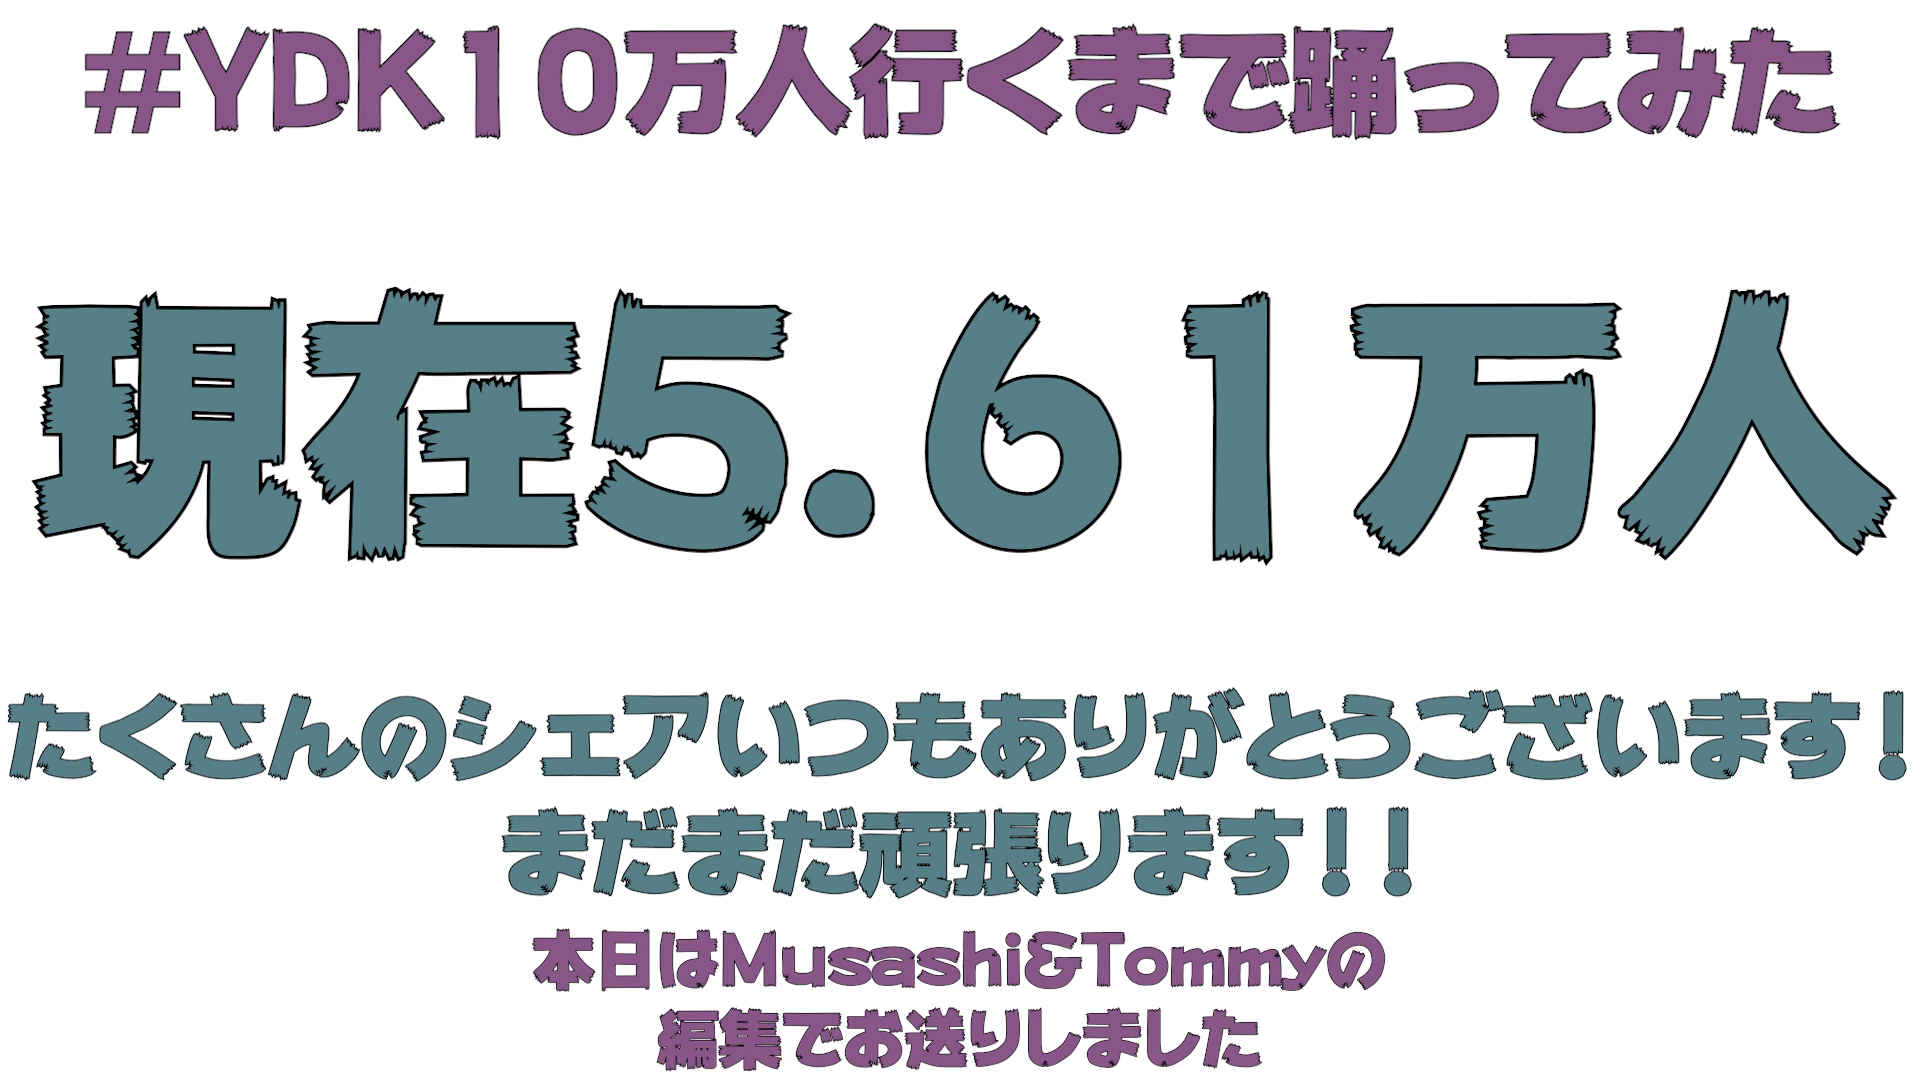 #YDK10万人行くまで踊ってみた
現在5.61万人
たくさんのシェアいつもありがとうございます！
まだまだ頑張ります！！
本日はMusashi&Tommyの
編集でお送りしました